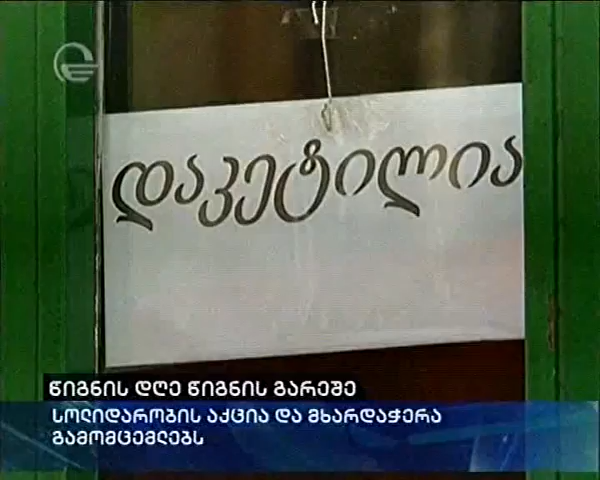 დაკეტილია
წიგნის დღე წიგნის გარეშე
სოლიდარობის აქცია და მხარდაჭერა
გამომცემლებს